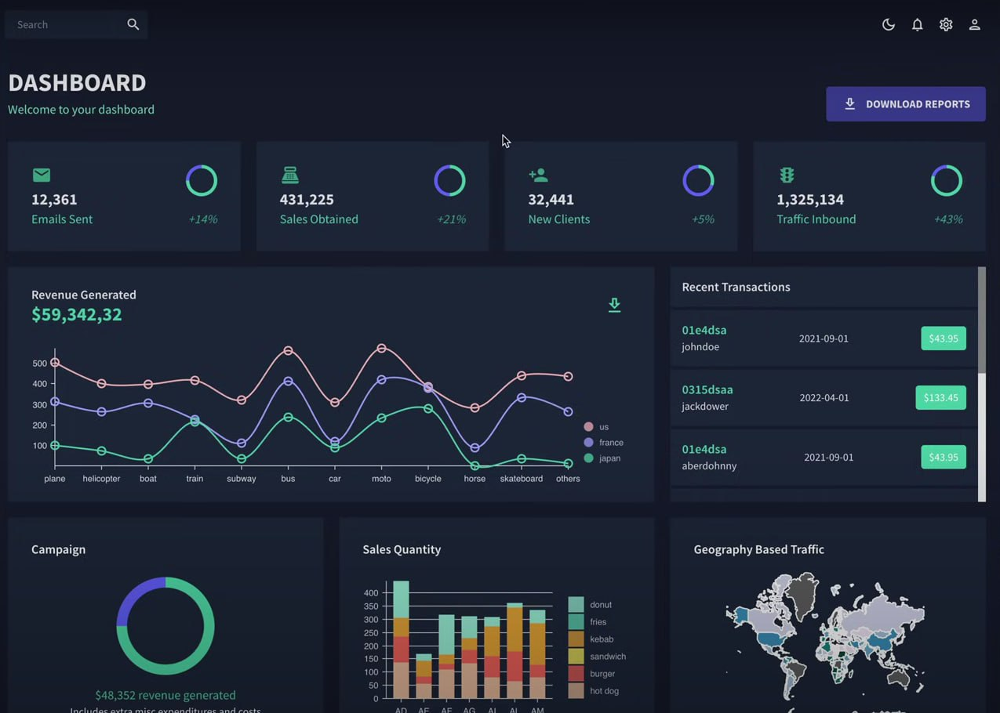 Search
DASHBOARD
Welcome to your dashboard
DOWNLOAD REPORTS
12,361
Emails Sent
+14%
431,225
Sales Obtained
+21%
32,441
New Clients
+5%
1,325,134
Traffic Inbound
+43%
Revenue Generated
$59,342,32
500
400
300
200
100
plane helicopter boat train subway bus car moto bicycle horse skateboard others
us
france
japan
Recent Transactions
01e4dsa
johndoe
2021-09-01
$43.95
0315dsaa
jackdower
2022-04-01
$133.45
01e4dsa
aberdohnny
2021-09-01
$43.95
Campaign
$48,352 revenue generated
Includes extra misc expenditures and costs
Sales Quantity
400
350
300
250
200
150
100
50
0
AD AE AF AG AI AL AM
donut
fries
kebab
sandwich
burger
hot dog
Geography Based Traffic